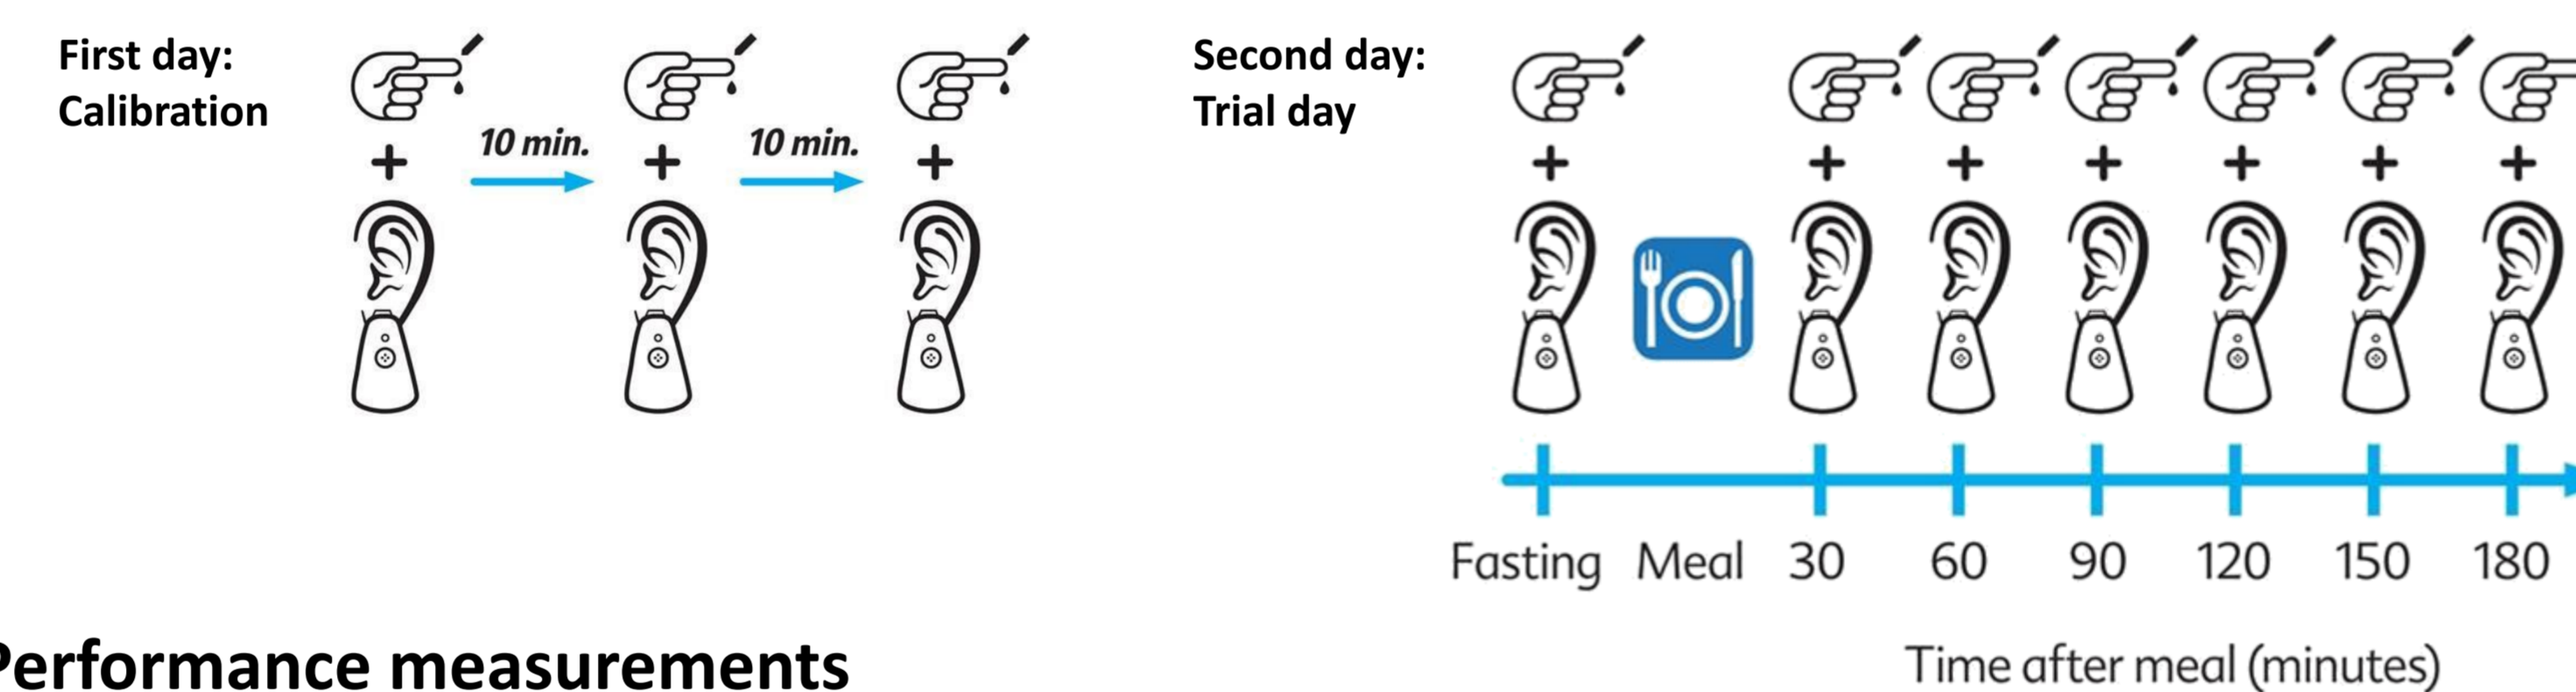 First day:
Calibration
10 min.
10 min.
Second day:
Trial day
Fasting Meal 30 60 90 120 150 180
Time after meal (minutes)
Performance measurements